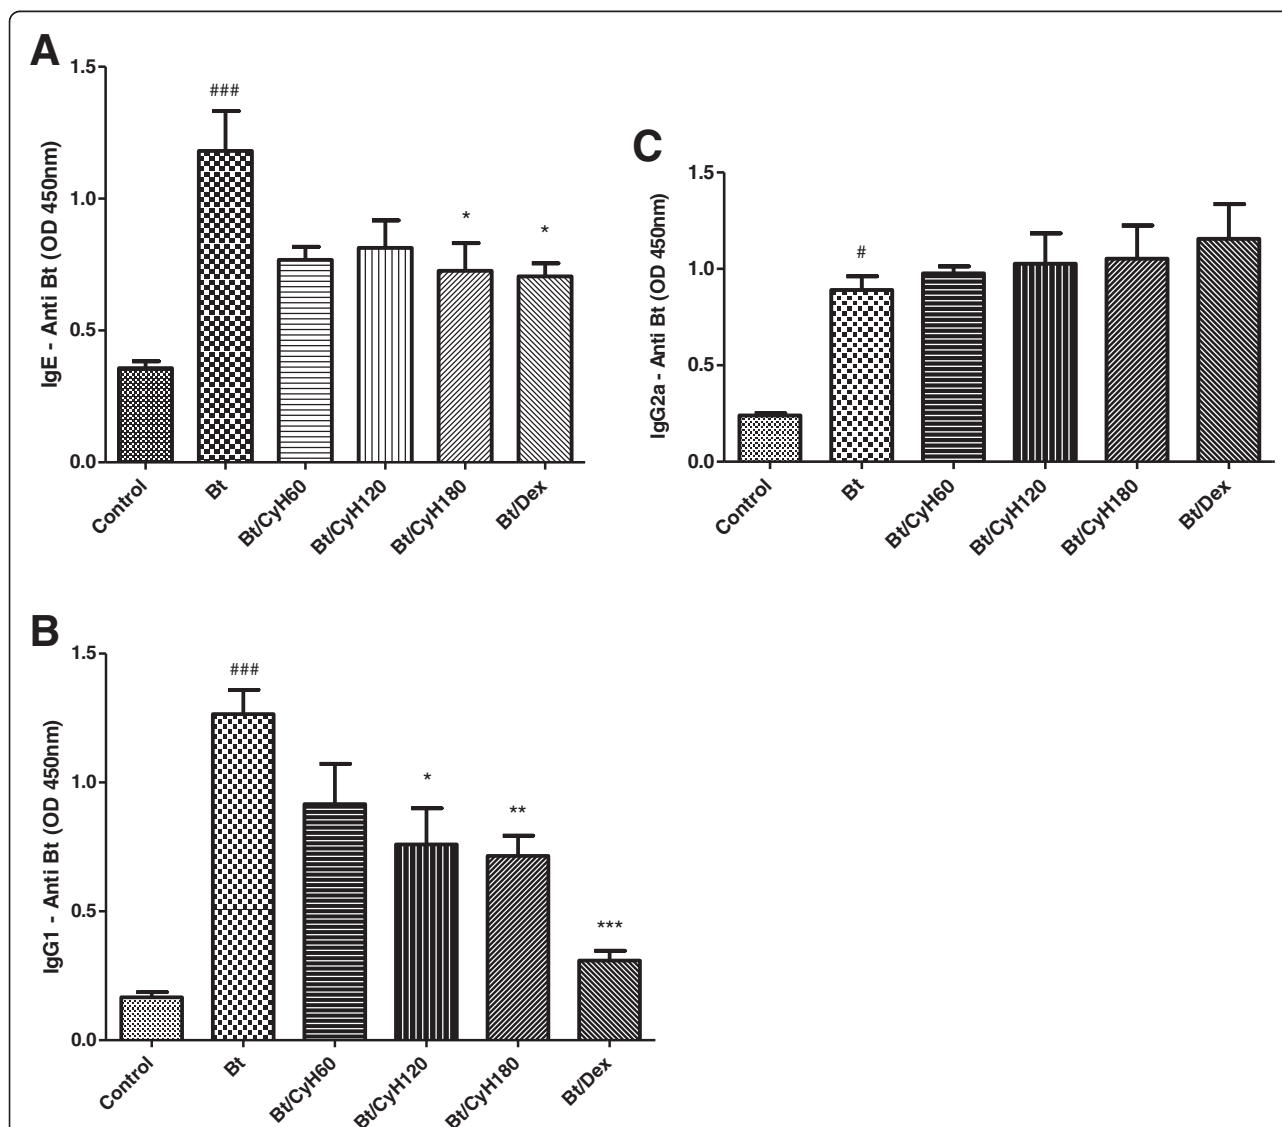 A
IgE - Anti Bt (OD 450nm)
1.5
1.0
0.5
0.0
###
*
*
Control
Bt
Bt/CyH60
Bt/CyH120
Bt/CyH180
Bt/Dex
C
IgG2a - Anti Bt (OD 450nm)
1.5
1.0
0.5
0.0
#
Control
Bt
Bt/CyH60
Bt/CyH120
Bt/CyH180
Bt/Dex
B
IgG1 - Anti Bt (OD 450nm)
1.5
1.0
0.5
0.0
###
*
**
***
Control
Bt
Bt/CyH60
Bt/CyH120
Bt/CyH180
Bt/Dex